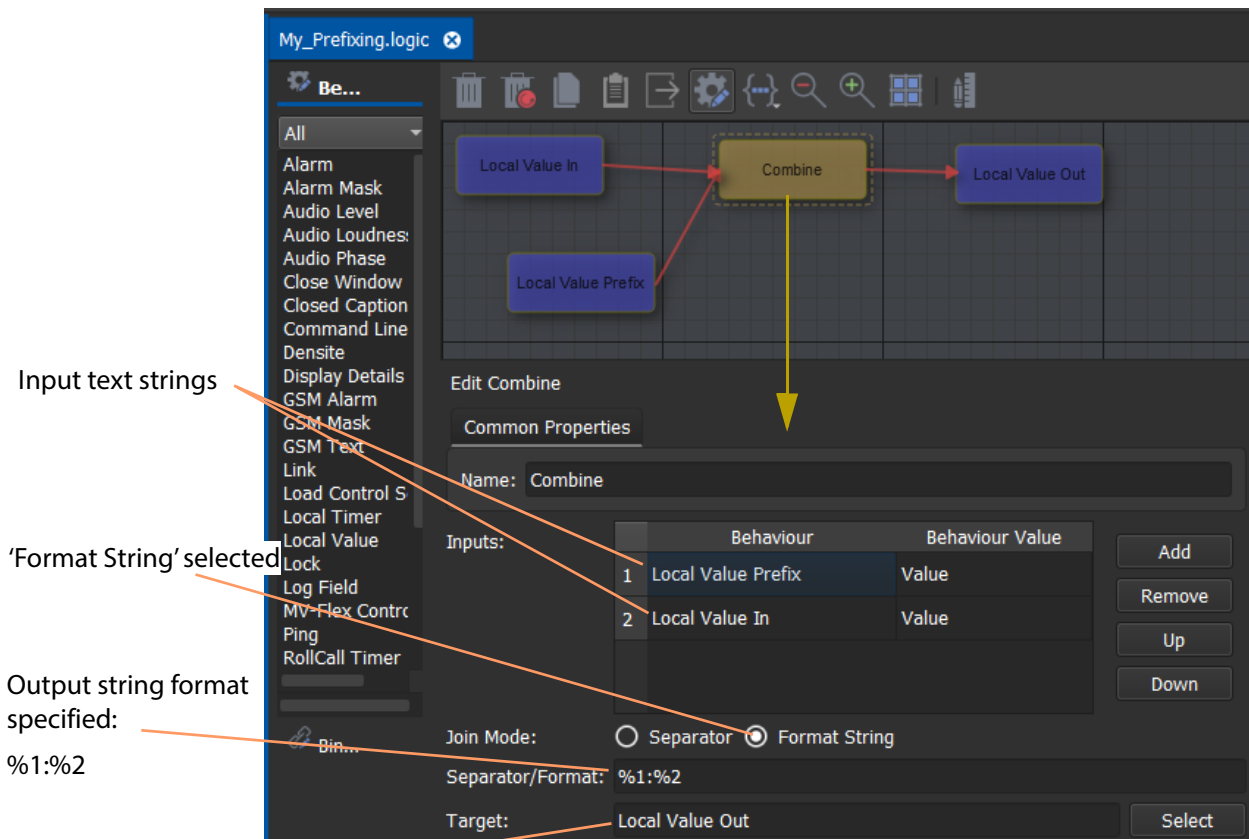 My_Prefixing.logic
Be...
All
Alarm
Alarm Mask
Audio Level
Audio Loudness
Audio Phase
Close Window
Closed Caption
Command Line
Densite
Display Details
GSM Alarm
GSM Mask
GSM Text
Link
Load Control S
Local Timer
Local Value
Lock
Log Field
MV-Flex Contro
Ping
RollCall Timer
Bin...
Local Value In
Combine
Local Value Out
Local Value Prefix
Input text strings
'Format String' selected
Output string format
specified:
%1:%2
Edit Combine
Common Properties
Name: Combine
Inputs:
Behaviour Behaviour Value
1 Local Value Prefix Value
2 Local Value In Value
Add
Remove
Up
Down
Join Mode: Separator Format String
Separator/Format: %1:%2
Target: Local Value Out Select